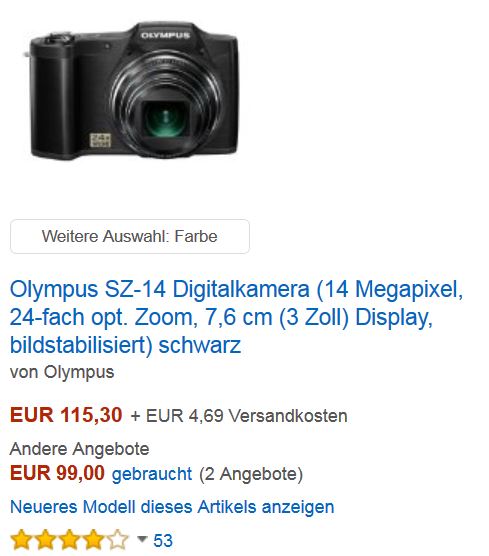 OLYMPUS
24x
WIDE
Weitere Auswahl: Farbe
Olympus SZ-14 Digitalkamera (14 Megapixel,
24-fach opt. Zoom, 7,6 cm (3 Zoll) Display,
bildstabilisiert) schwarz
von Olympus
EUR 115,30 + EUR 4,69 Versandkosten
Andere Angebote
EUR 99,00 gebraucht (2 Angebote)
Neueres Modell dieses Artikels anzeigen
53